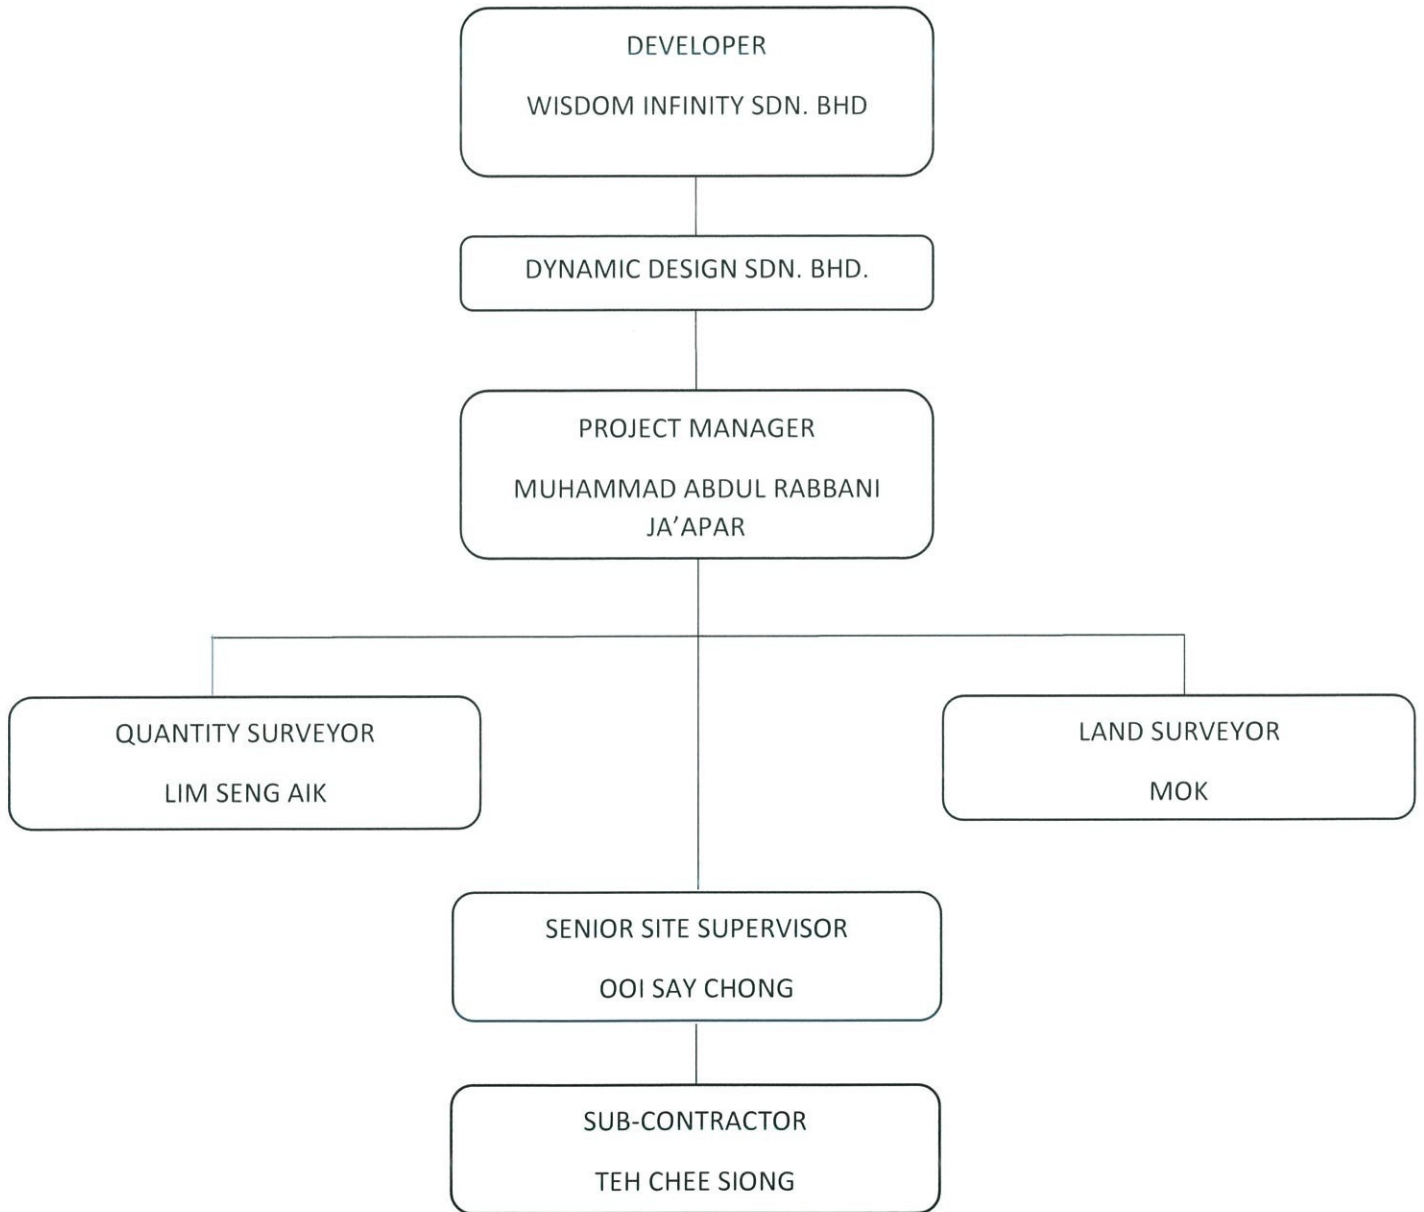 DEVELOPER
WISDOM INFINITY SDN. BHD
DYNAMIC DESIGN SDN. BHD.
PROJECT MANAGER
MUHAMMAD ABDUL RABBANI
JA’APAR
QUANTITY SURVEYOR
LIM SENG AIK
LAND SURVEYOR
MOK
SENIOR SITE SUPERVISOR
OOI SAY CHONG
SUB-CONTRACTOR
TEH CHEE SIONG